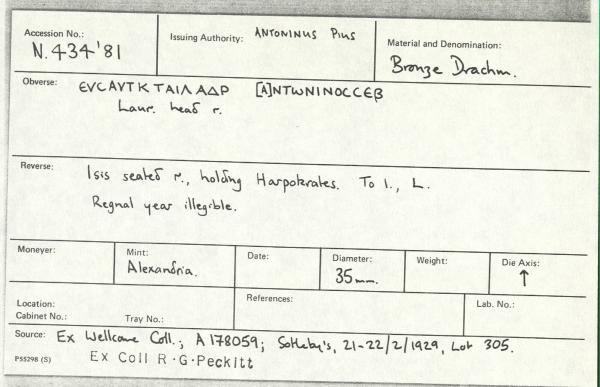 Accession No.:
N.434'81
Issuing Authority: ANTONINUS PIUS
Material and Denomination:
Bronze Drachm.
Obverse: ЄVCAVTKTAIΛAΔP [A]NTWNINOCCЄB
Laur. head r.
Reverse: Isis seated r., holding Harpokrates. To l., L.
Regnal year illegible.
Moneyer:
Mint:
Alexandria.
Date:
Diameter:
35mm.
Weight:
Die Axis:
↑
Location:
Cabinet No.: Tray No.:
References:
Lab. No.:
Source: Ex Wellcome Coll.; A178059; Sotheby's, 21-22/2/1929, Lot 305.
PS5298 (S) Ex Coll R·G·Peckitt